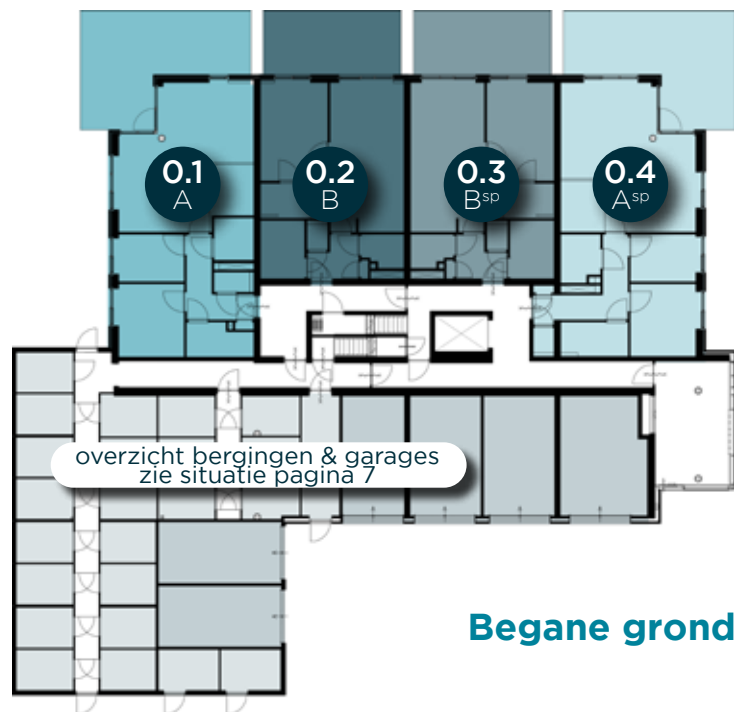 0.1
A
0.2
B
0.3
Bsp
0.4
Asp
overzicht bergingen & garages
zie situatie pagina 7
Begane grond